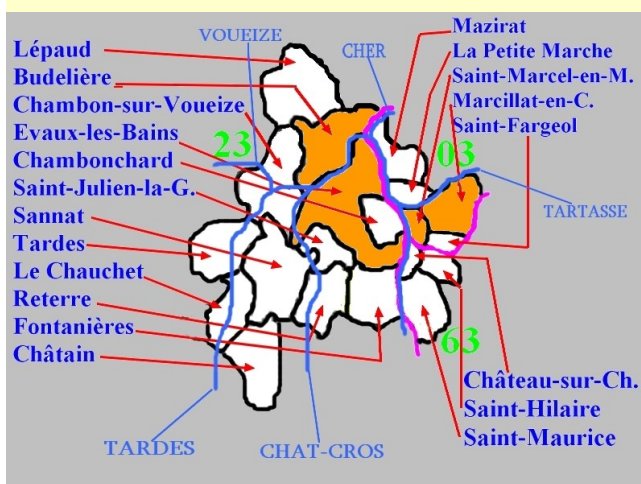 Lépaud
Budelière
Chambon-sur-Voueize
Evaux-les-Bains
Chambonchard
Saint-Julien-la-G.
Sannat
Tardes
Le Chauchet
Reterre
Fontanières
Châtain
VOUEIZE
CHER
Mazirat
La Petite Marche
Saint-Marcel-en-M.
Marcillat-en-C.
Saint-Fargeol
23
03
TARTASSE
63
Château-sur-Ch.
Saint-Hilaire
Saint-Maurice
TARDES
CHAT-CROS